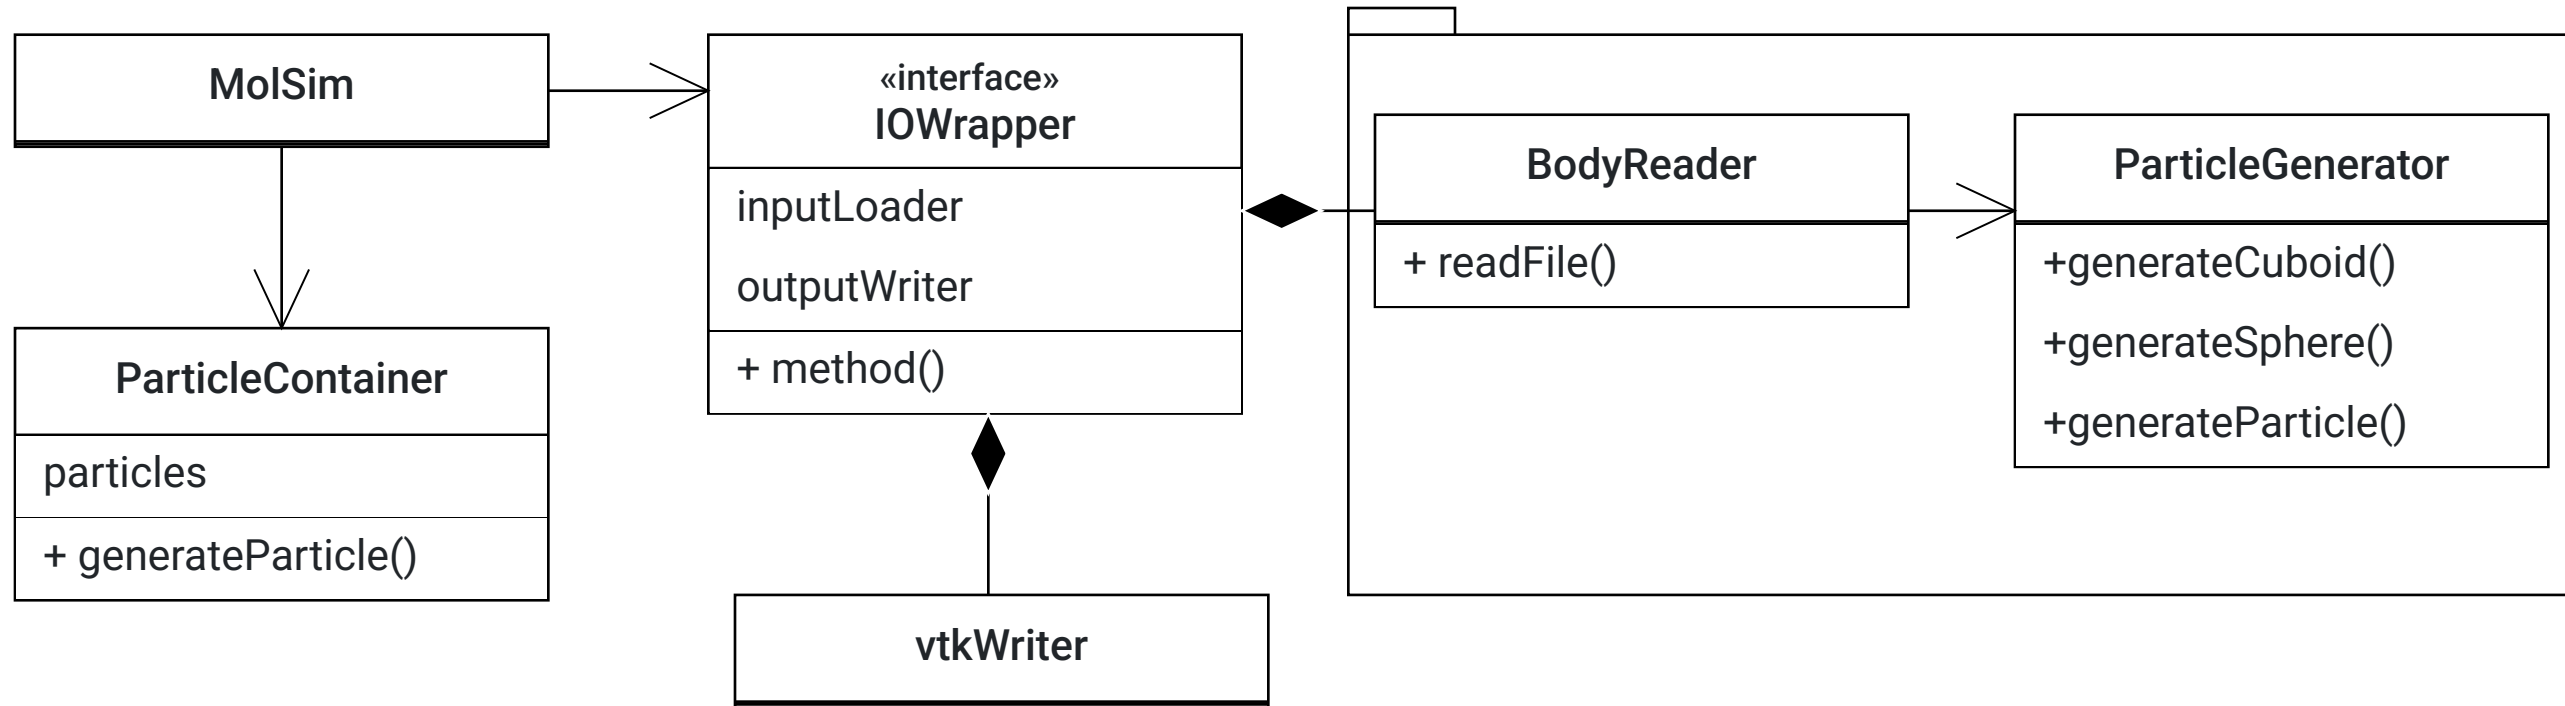 MolSim
«interface»
IOWrapper
inputLoader
outputWriter
+ method()
BodyReader
+ readFile()
ParticleGenerator
+generateCuboid()
+generateSphere()
+generateParticle()
ParticleContainer
particles
+ generateParticle()
vtkWriter